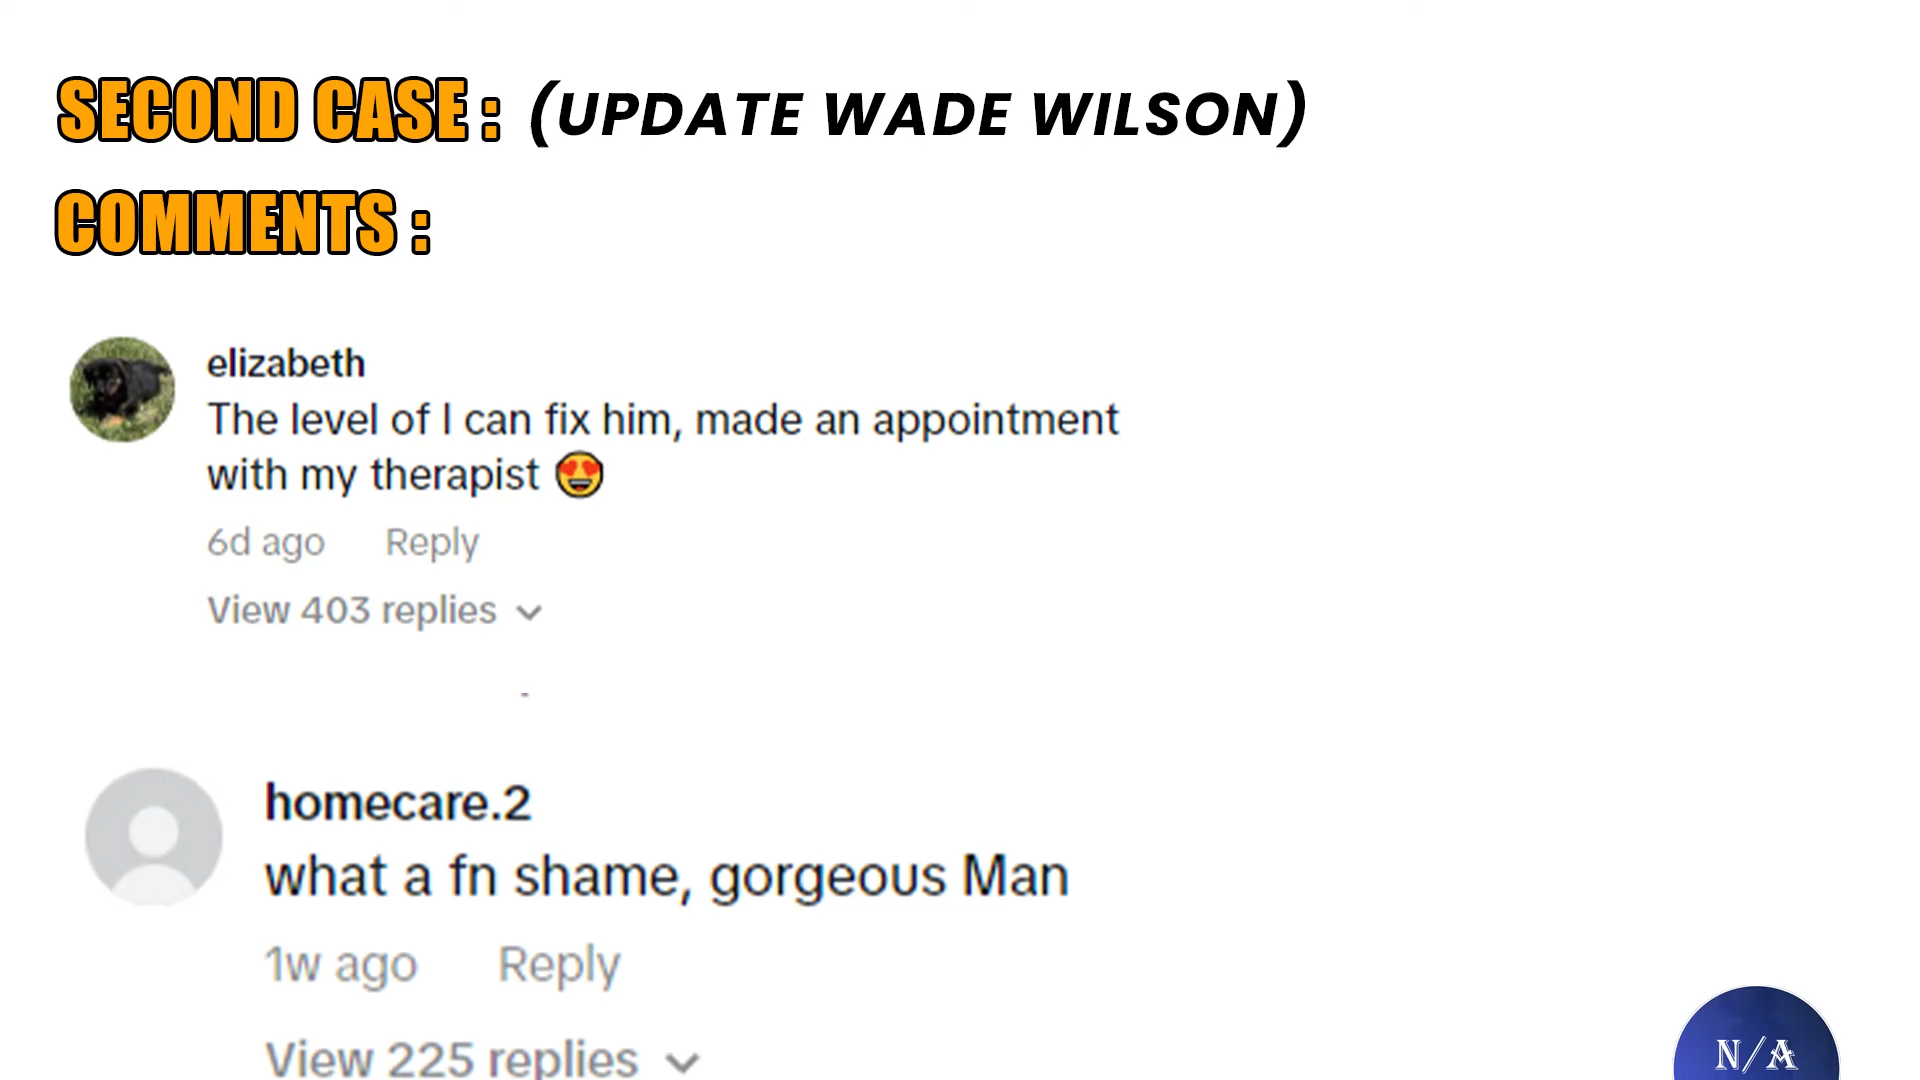 SECOND CASE : (UPDATE WADE WILSON)
COMMENTS :
elizabeth
The level of I can fix him, made an appointment
with my therapist 😍
6d ago Reply
View 403 replies
homecare.2
what a fn shame, gorgeous Man
1w ago Reply
View 225 replies
N/A